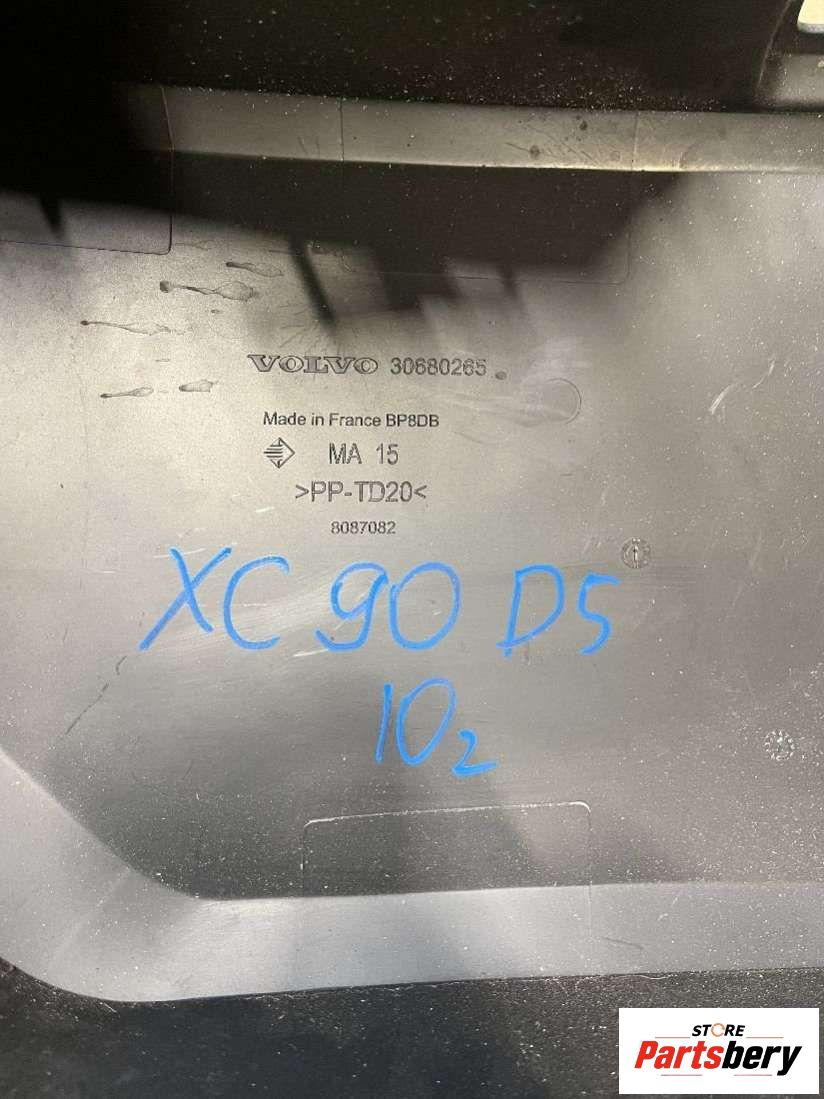 VOLVO 30680265
Made in France BP8DB
MA 15
>PP-TD20<
8087082
XC 90 D5
10₂
STORE
Partsbery